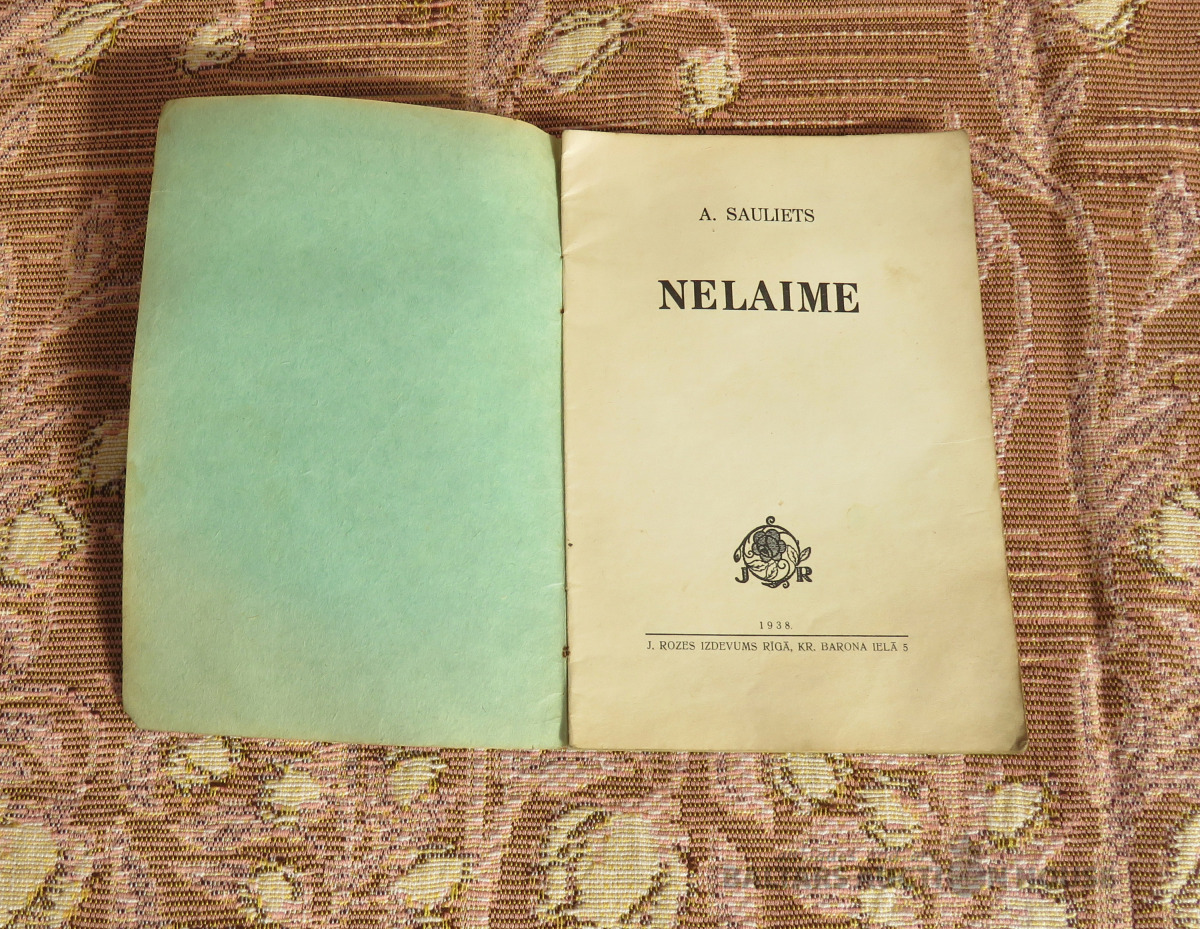 A. SAULIETS
NELAIME
J R
1938.
J. ROZES IZDEVUMS RĪGĀ, KR. BARONA IELĀ 5